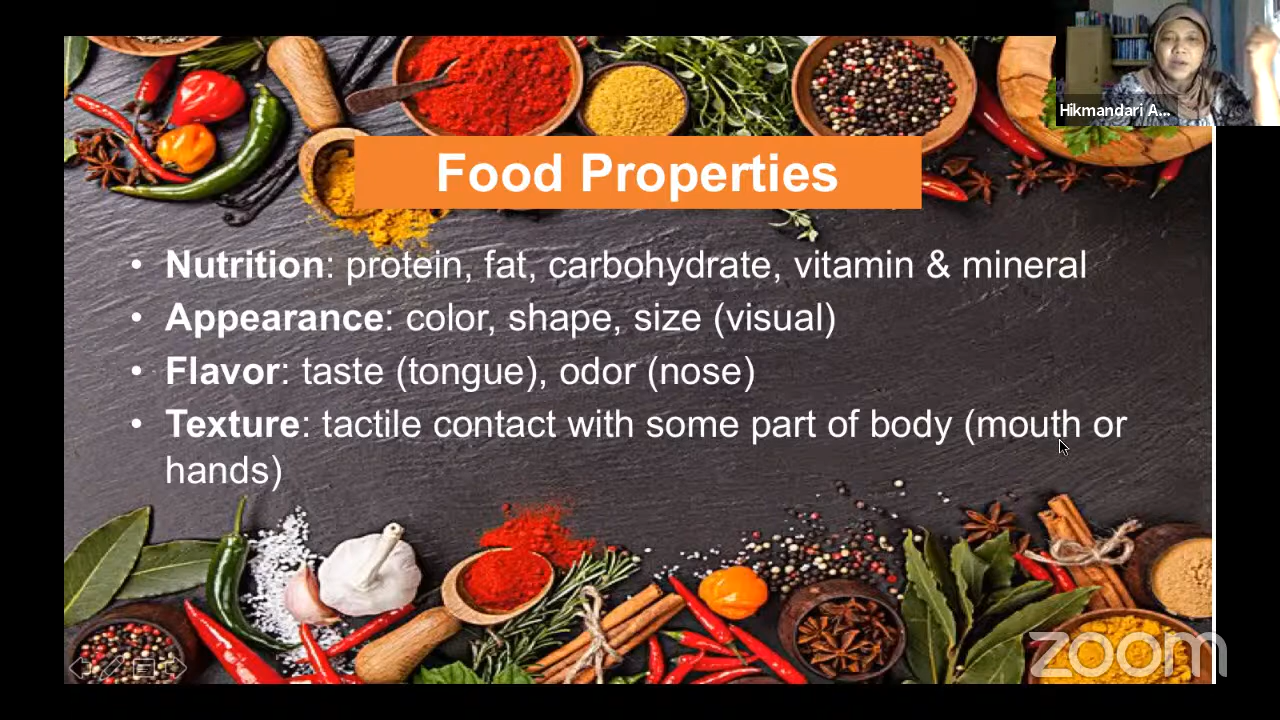 Hikmandari A...
Food Properties
• Nutrition: protein, fat, carbohydrate, vitamin & mineral
• Appearance: color, shape, size (visual)
• Flavor: taste (tongue), odor (nose)
• Texture: tactile contact with some part of body (mouth or
hands)
zoom